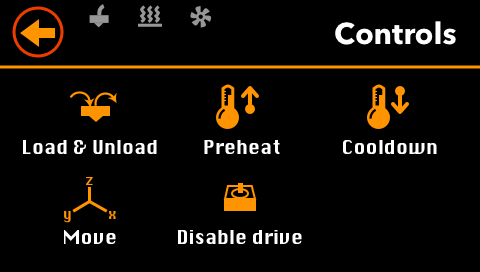 Controls
Load & Unload
Preheat
Cooldown
z
y
x
Move
Disable drive